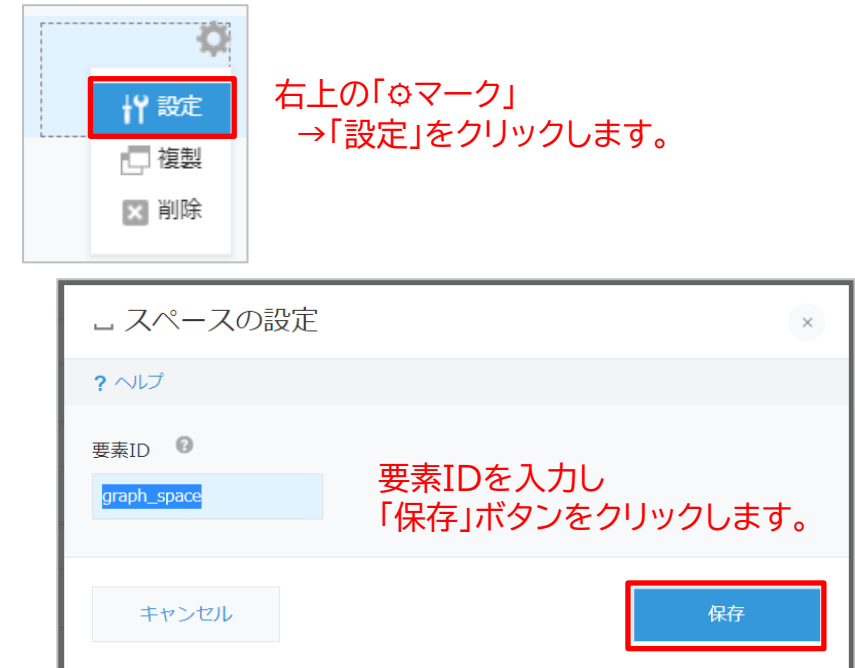 設定
複製
削除
右上の「⚙マーク」
→「設定」をクリックします。
スペースの設定
×
? ヘルプ
要素ID ?
graph_space
要素IDを入力し
「保存」ボタンをクリックします。
キャンセル
保存